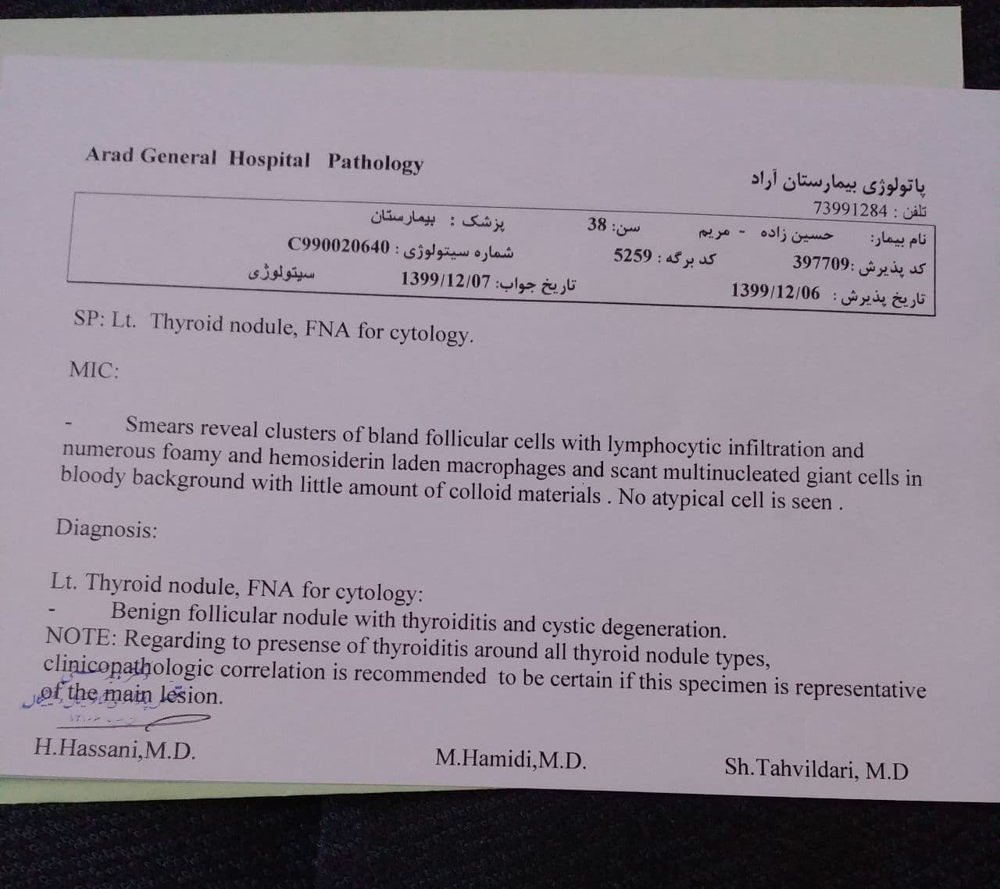 Arad General Hospital Pathology
پاتولوژی بیمارستان آراد
تلفن : 73991284
نام بیمار: حسین زاده - مریم سن: 38 پزشک : بیمارستان
کد پذیرش :397709 کد برگه : 5259 شماره سیتولوژی : C990020640
تاریخ پذیرش : 1399/12/06 تاریخ جواب: 1399/12/07 سیتولوژی
SP: Lt. Thyroid nodule, FNA for cytology.
MIC:
- Smears reveal clusters of bland follicular cells with lymphocytic infiltration and
numerous foamy and hemosiderin laden macrophages and scant multinucleated giant cells in
bloody background with little amount of colloid materials . No atypical cell is seen .
Diagnosis:
Lt. Thyroid nodule, FNA for cytology:
- Benign follicular nodule with thyroiditis and cystic degeneration.
NOTE: Regarding to presense of thyroiditis around all thyroid nodule types,
clinicopathologic correlation is recommended to be certain if this specimen is representative
of the main lesion.
H.Hassani,M.D. M.Hamidi,M.D. Sh.Tahvildari, M.D